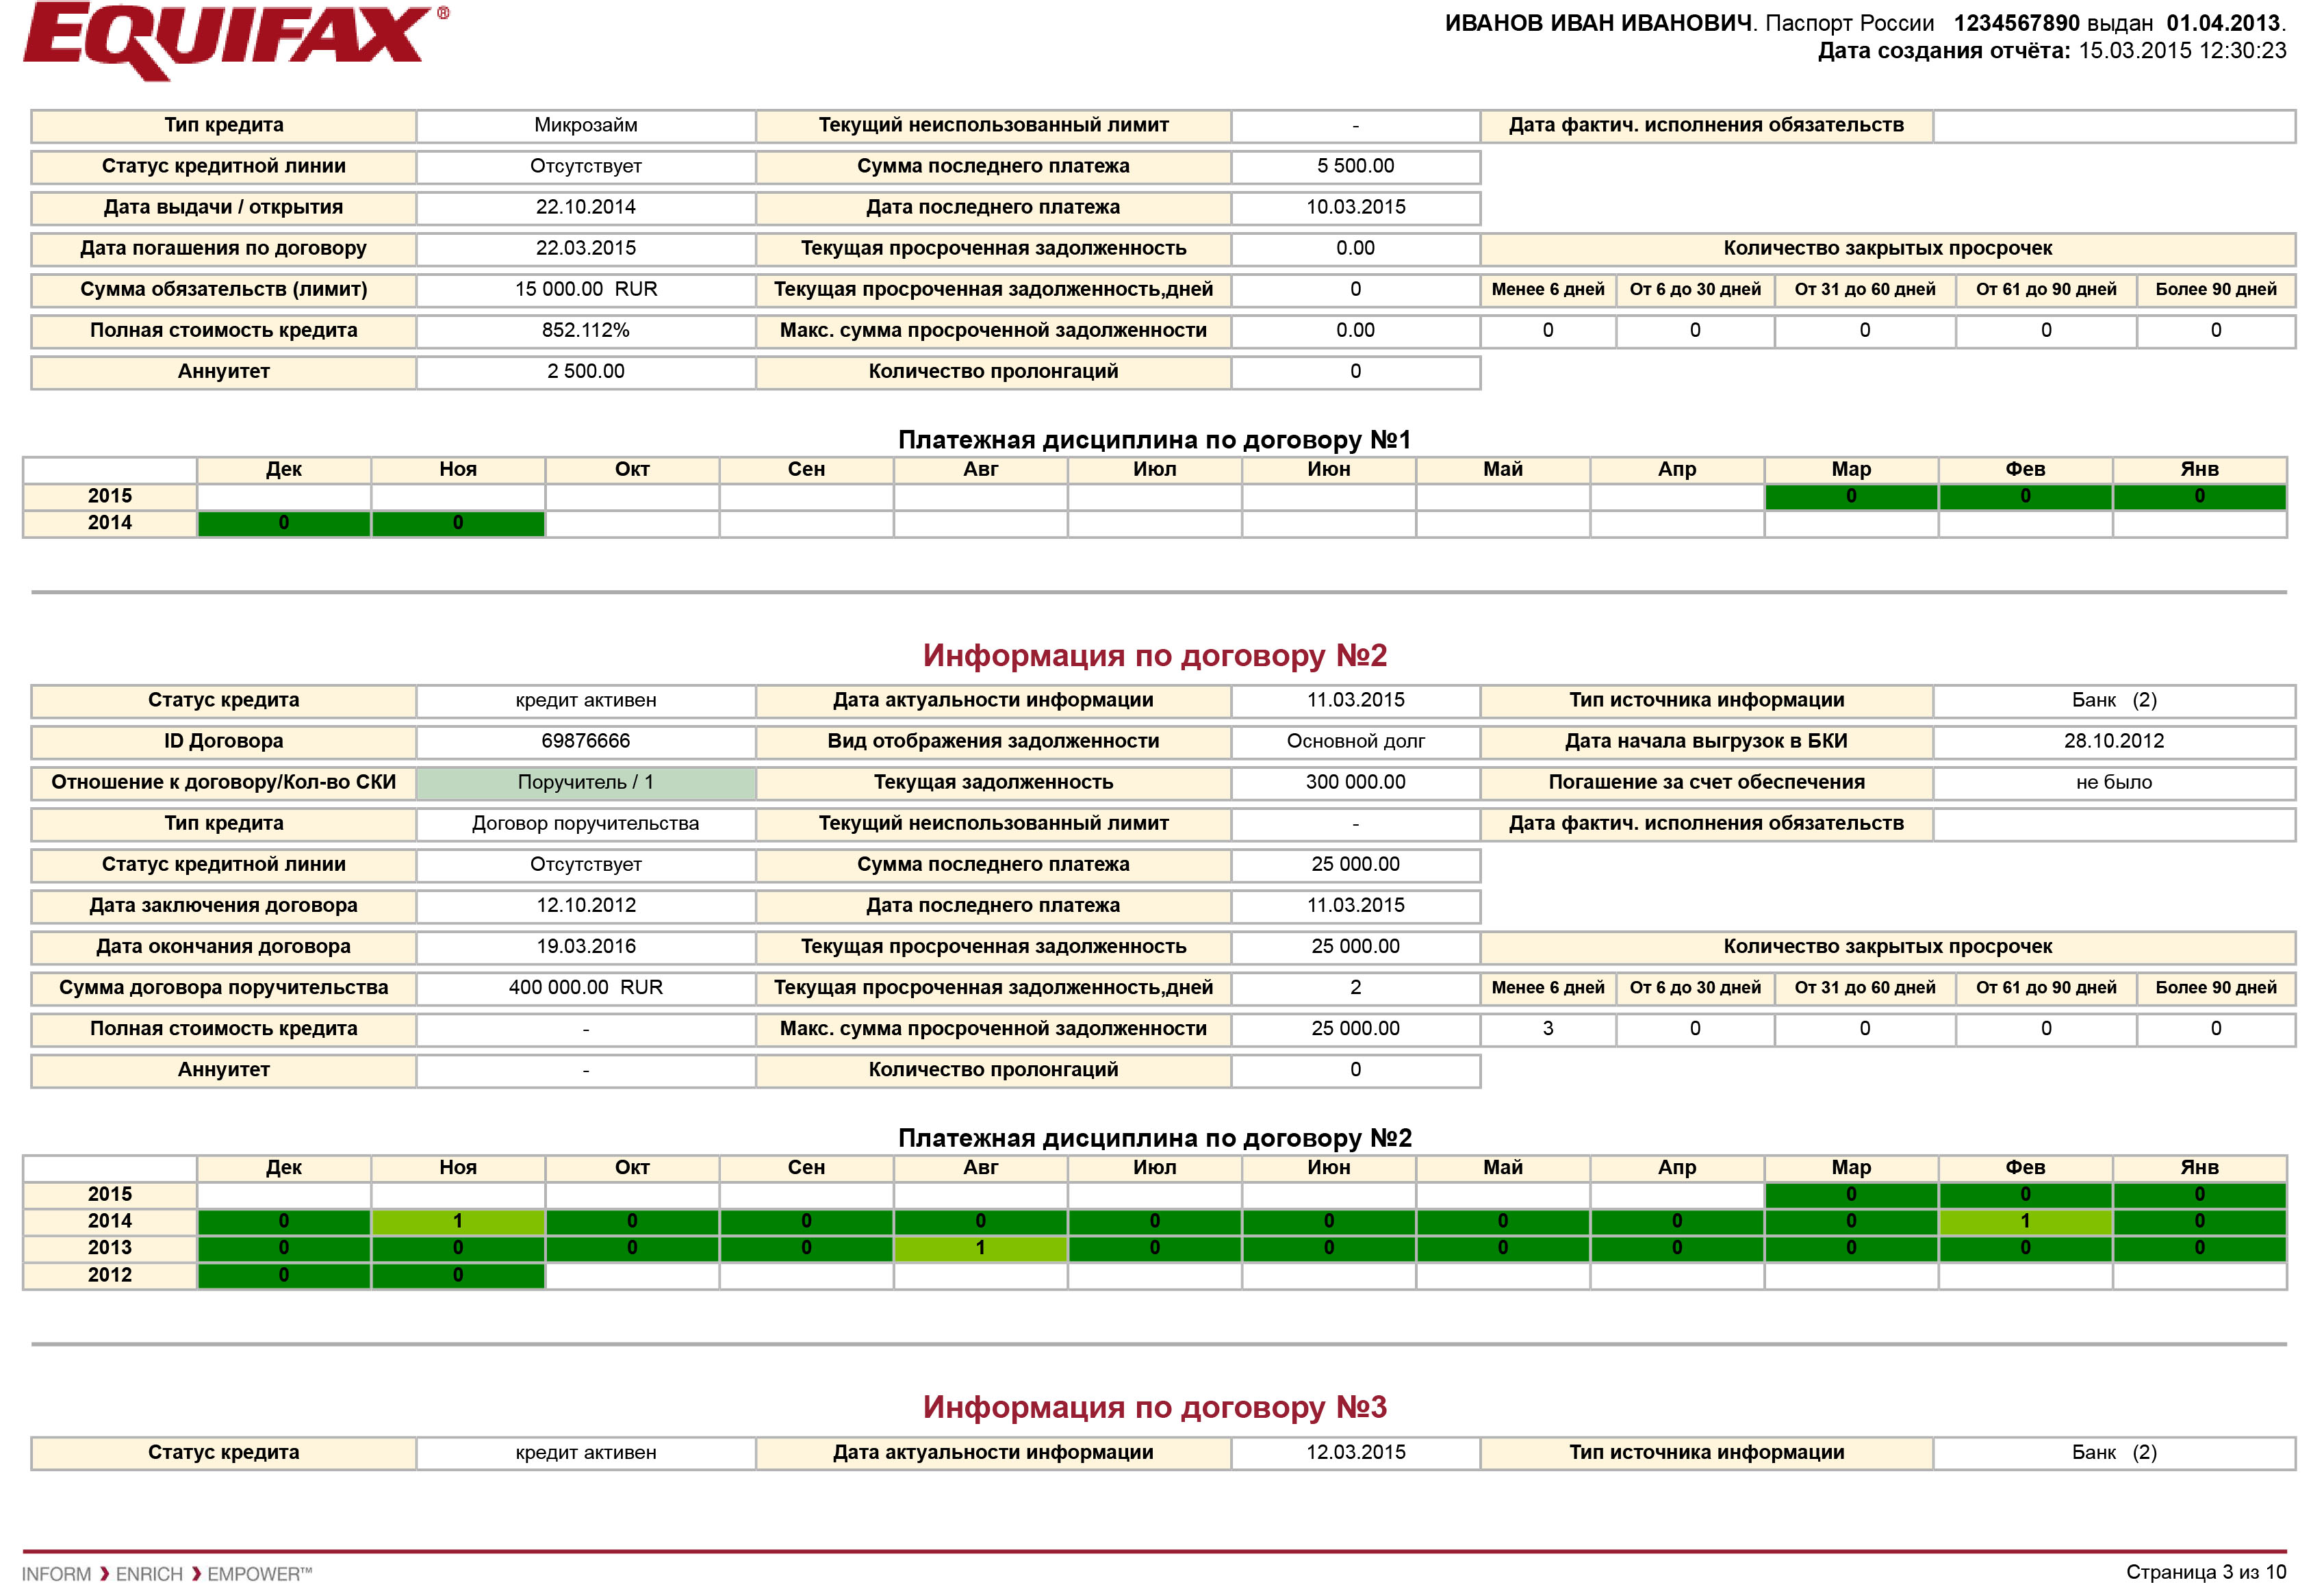 EQUIFAX®
ИВАНОВ ИВАН ИВАНОВИЧ. Паспорт России 1234567890 выдан 01.04.2013.
Дата создания отчёта: 15.03.2015 12:30:23
Тип кредита Микрозайм Текущий неиспользованный лимит - Дата фактич. исполнения обязательств
Статус кредитной линии Отсутствует Сумма последнего платежа 5 500.00
Дата выдачи / открытия 22.10.2014 Дата последнего платежа 10.03.2015
Дата погашения по договору 22.03.2015 Текущая просроченная задолженность 0.00 Количество закрытых просрочек
Сумма обязательств (лимит) 15 000.00 RUR Текущая просроченная задолженность,дней 0 Менее 6 дней От 6 до 30 дней От 31 до 60 дней От 61 до 90 дней Более 90 дней
Полная стоимость кредита 852.112% Макс. сумма просроченной задолженности 0.00 0 0 0 0 0
Аннуитет 2 500.00 Количество пролонгаций 0
Платежная дисциплина по договору №1
Дек Ноя Окт Сен Авг Июл Июн Май Апр Мар Фев Янв
2015 0 0 0
2014 0 0
Информация по договору №2
Статус кредита кредит активен Дата актуальности информации 11.03.2015 Тип источника информации Банк (2)
ID Договора 69876666 Вид отображения задолженности Основной долг Дата начала выгрузок в БКИ 28.10.2012
Отношение к договору/Кол-во СКИ Поручитель / 1 Текущая задолженность 300 000.00 Погашение за счет обеспечения не было
Тип кредита Договор поручительства Текущий неиспользованный лимит - Дата фактич. исполнения обязательств
Статус кредитной линии Отсутствует Сумма последнего платежа 25 000.00
Дата заключения договора 12.10.2012 Дата последнего платежа 11.03.2015
Дата окончания договора 19.03.2016 Текущая просроченная задолженность 25 000.00 Количество закрытых просрочек
Сумма договора поручительства 400 000.00 RUR Текущая просроченная задолженность,дней 2 Менее 6 дней От 6 до 30 дней От 31 до 60 дней От 61 до 90 дней Более 90 дней
Полная стоимость кредита - Макс. сумма просроченной задолженности 25 000.00 3 0 0 0 0
Аннуитет - Количество пролонгаций 0
Платежная дисциплина по договору №2
Дек Ноя Окт Сен Авг Июл Июн Май Апр Мар Фев Янв
2015 0 0 0
2014 0 1 0 0 0 0 0 0 0 0 1 0
2013 0 0 0 0 1 0 0 0 0 0 0 0
2012 0 0
Информация по договору №3
Статус кредита кредит активен Дата актуальности информации 12.03.2015 Тип источника информации Банк (2)
INFORM ❯ ENRICH ❯ EMPOWER™
Страница 3 из 10